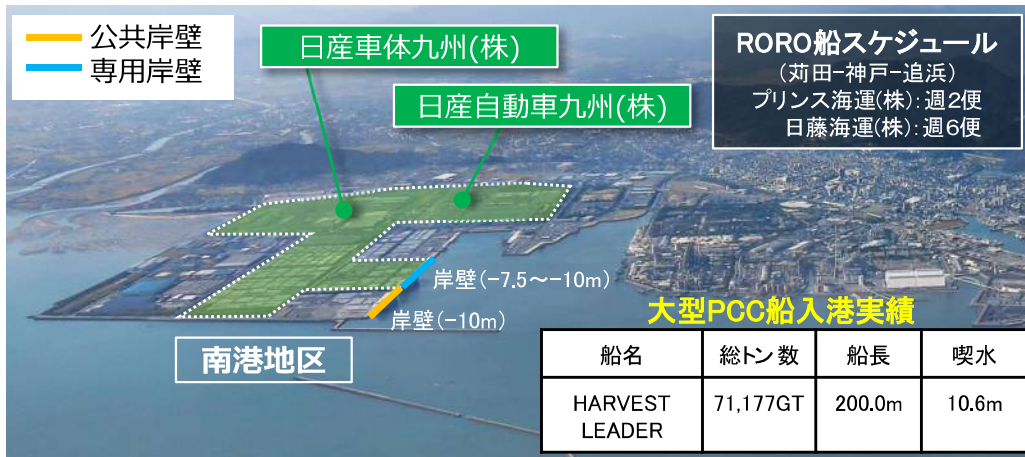 公共岸壁
専用岸壁
日産車体九州(株)
日産自動車九州(株)
RORO船スケジュール
(苅田-神戸-追浜)
プリンス海運(株):週2便
日藤海運(株):週6便
岸壁(-7.5~-10m)
岸壁(-10m)
南港地区
大型PCC船入港実績
船名 総トン数 船長 喫水
HARVEST LEADER 71,177GT 200.0m 10.6m